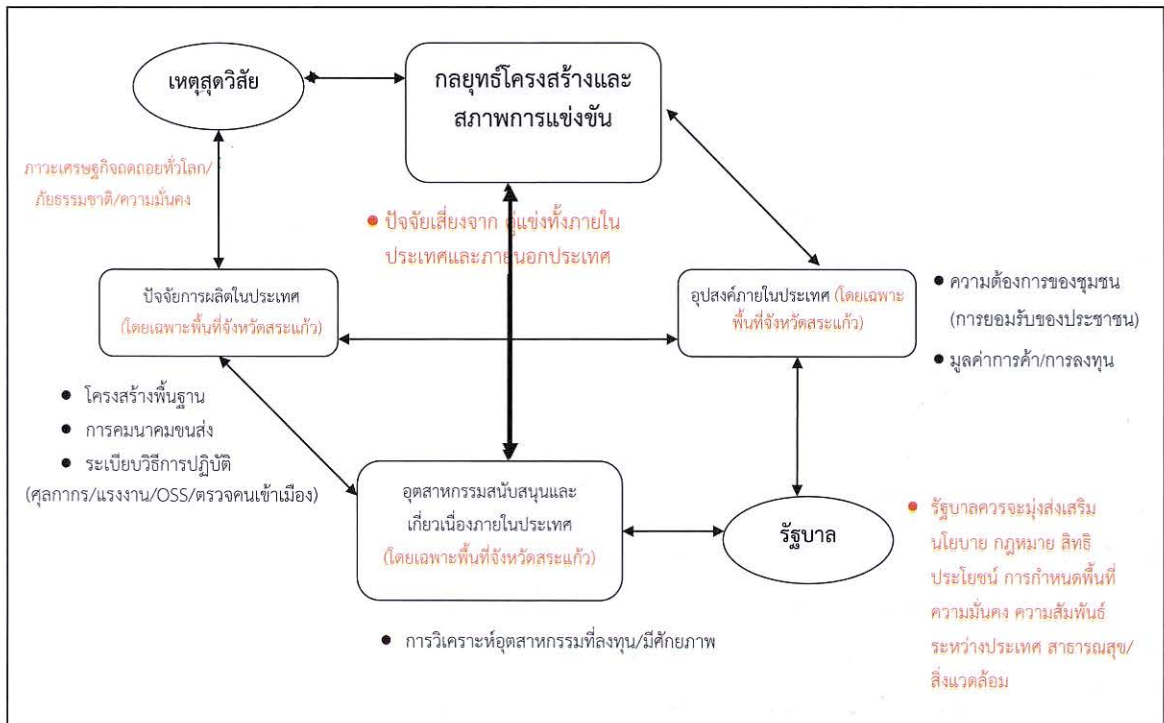 เหตุสุดวิสัย
กลยุทธ์โครงสร้างและ
สภาพการแข่งขัน
ภาวะเศรษฐกิจถดถอยทั่วโลก/
ภัยธรรมชาติ/ความมั่นคง
● ปัจจัยเสี่ยงจาก คู่แข่งทั้งภายใน
ประเทศและภายนอกประเทศ
ปัจจัยการผลิตในประเทศ
(โดยเฉพาะพื้นที่จังหวัดสระแก้ว)
อุปสงค์ภายในประเทศ (โดยเฉพาะ
พื้นที่จังหวัดสระแก้ว)
● ความต้องการของชุมชน
(การยอมรับของประชาชน)
● มูลค่าการค้า/การลงทุน
● โครงสร้างพื้นฐาน
● การคมนาคมขนส่ง
● ระเบียบวิธีการปฏิบัติ
(ศุลกากร/แรงงาน/OSS/ตรวจคนเข้าเมือง)
อุตสาหกรรมสนับสนุนและ
เกี่ยวเนื่องภายในประเทศ
(โดยเฉพาะพื้นที่จังหวัดสระแก้ว)
รัฐบาล
● รัฐบาลควรจะมุ่งส่งเสริม
นโยบาย กฎหมาย สิทธิ
ประโยชน์ การกำหนดพื้นที่
ความมั่นคง ความสัมพันธ์
ระหว่างประเทศ สาธารณสุข/
สิ่งแวดล้อม
● การวิเคราะห์อุตสาหกรรมที่ลงทุน/มีศักยภาพ